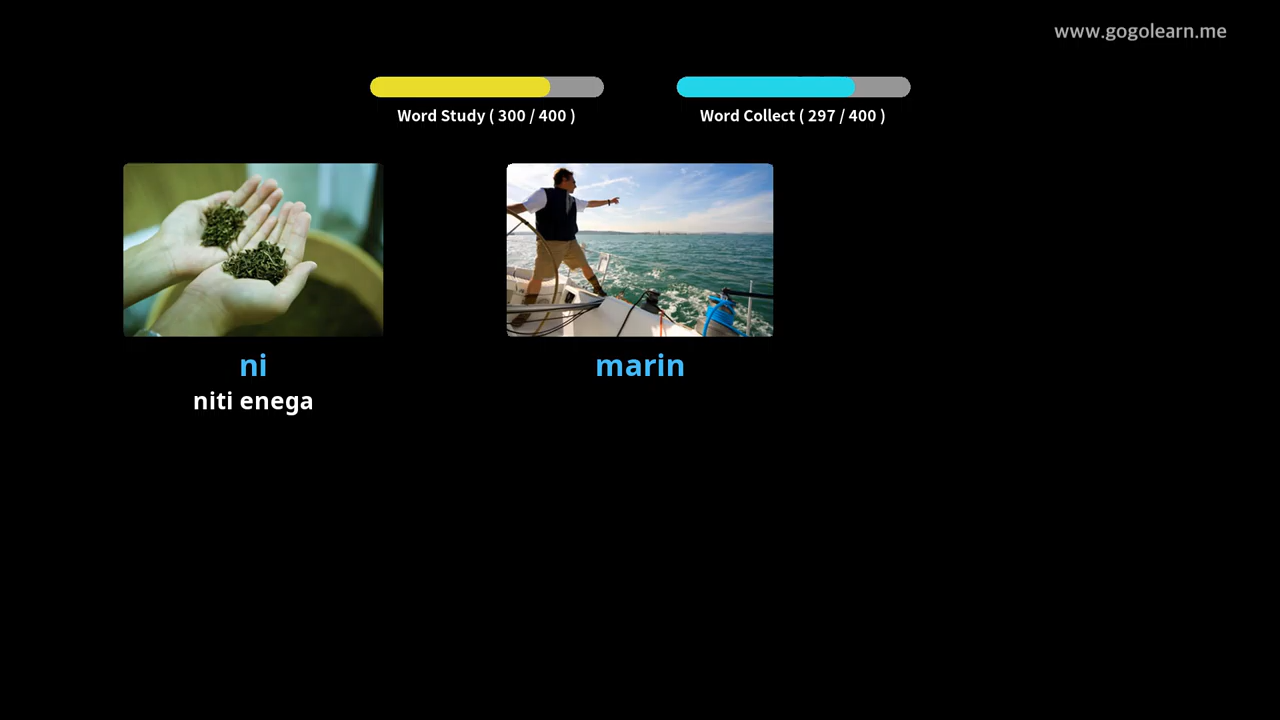 www.gogolearn.me
Word Study ( 300 / 400 )
Word Collect ( 297 / 400 )
ni
niti enega
marin